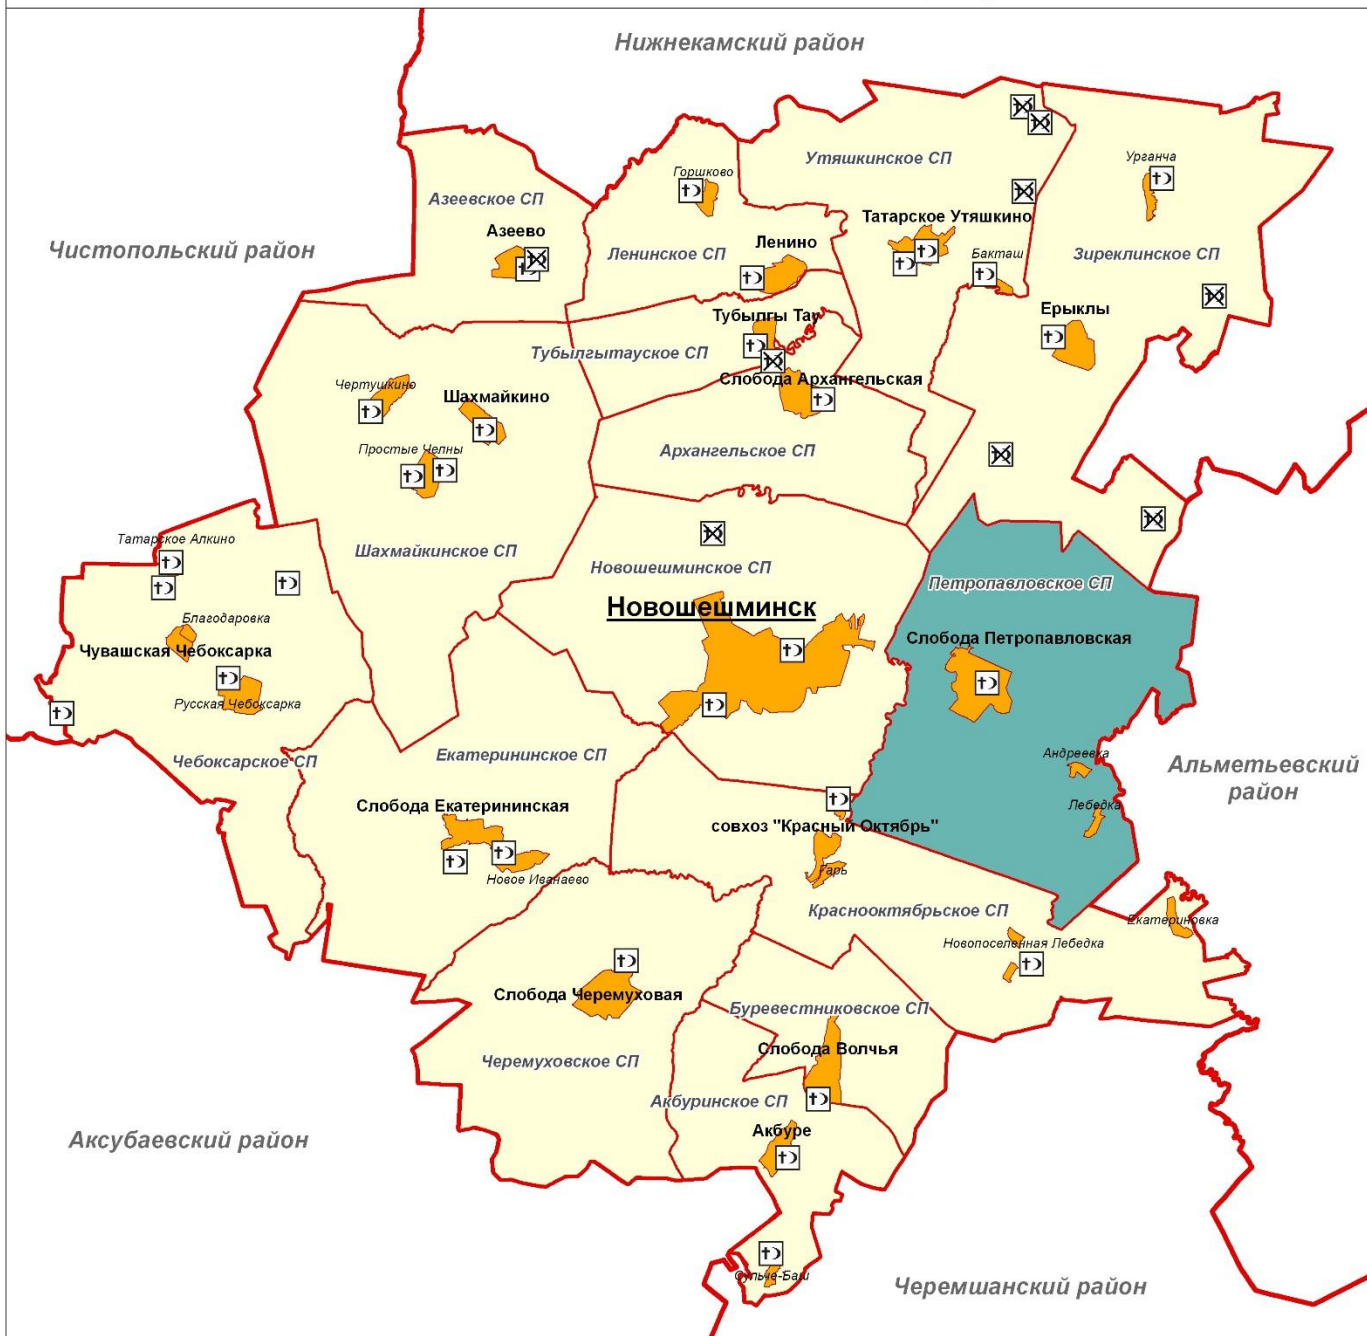 Нижнекамский район
Утяшкинское СП
Урганча
Горшково
Азеевское СП
Татарское Утяшкино
Азеево
Чистопольский район
Ленино
Ленинское СП
Бакташ
Зиреклинское СП
Ерыклы
Тубылгы Тау
Тубылгытауское СП
Слобода Архангельская
Чертушкино
Шахмайкино
Простые Челны
Архангельское СП
Татарское Алкино
Шахмайкинское СП
Новошешминское СП
Петропавловское СП
Новошешминск
Благодаровка
Слобода Петропавловская
Чувашская Чебоксарка
Русская Чебоксарка
Екатерининское СП
Андреевка
Чебоксарское СП
Альметьевский
район
Слобода Екатерининская
Лебедка
совхоз "Красный Октябрь"
Гарь
Новое Иванаево
Краснооктябрьское СП
Екатериновка
Новопоселенная Лебедка
Слобода Черемуховая
Буревестниковское СП
Слобода Волчья
Черемуховское СП
Акбуринское СП
Акбуре
Аксубаевский район
Сульче-Баш
Черемшанский район